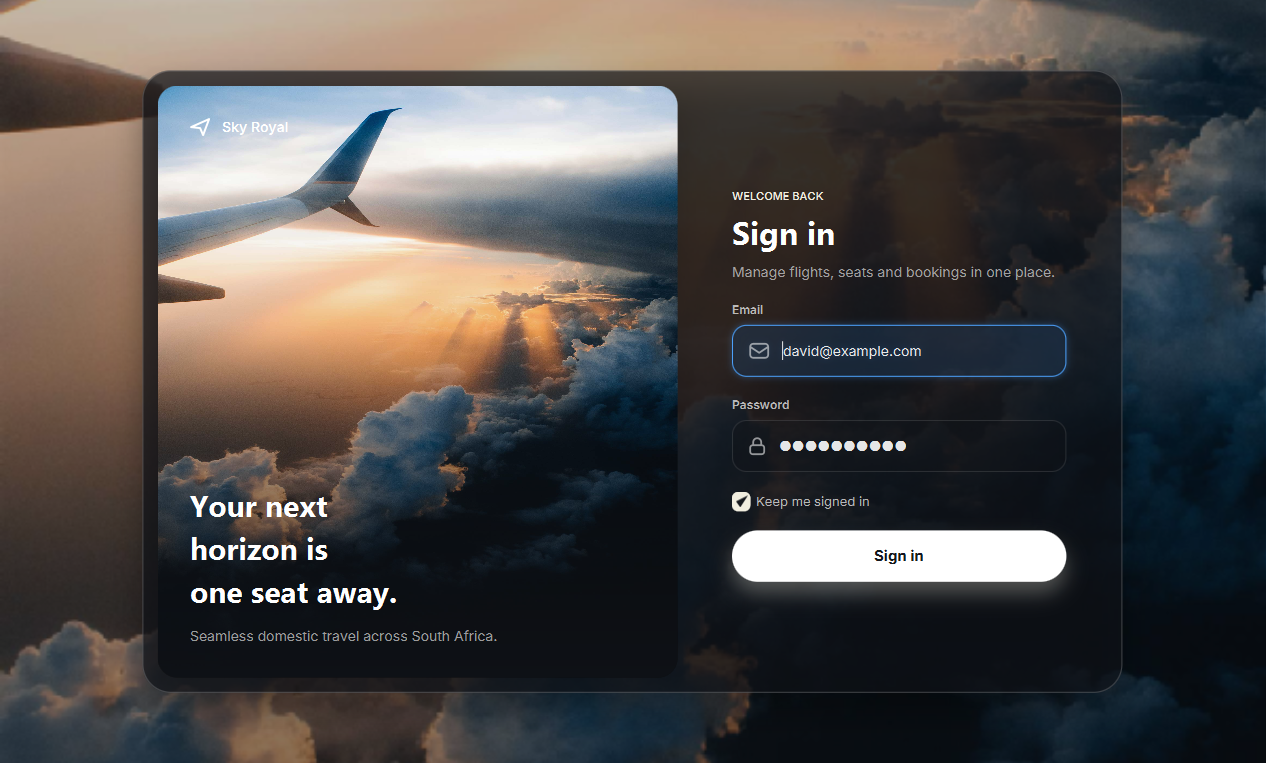 Sky Royal
Your next
horizon is
one seat away.
Seamless domestic travel across South Africa.
WELCOME BACK
Sign in
Manage flights, seats and bookings in one place.
Email
david@example.com
Password
●●●●●●●●●●
Keep me signed in
Sign in